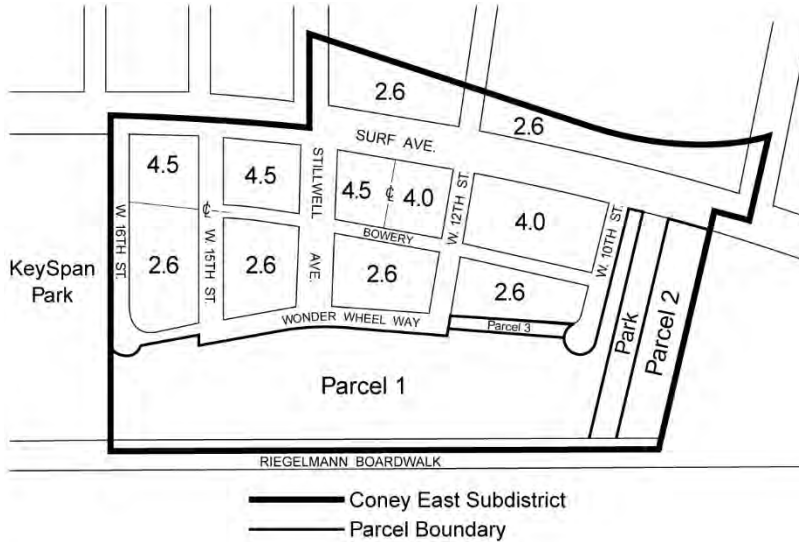 2.6
2.6
SURF AVE.
4.5
4.5
STILLWELL
AVE.
4.5
℄
4.0
W. 12TH ST.
4.0
W. 10TH ST.
℄
W. 16TH ST.
W. 15TH ST.
BOWERY
KeySpan
Park
2.6
2.6
2.6
2.6
WONDER WHEEL WAY
Parcel 3
Park
Parcel 2
Parcel 1
RIEGELMANN BOARDWALK
Coney East Subdistrict
Parcel Boundary